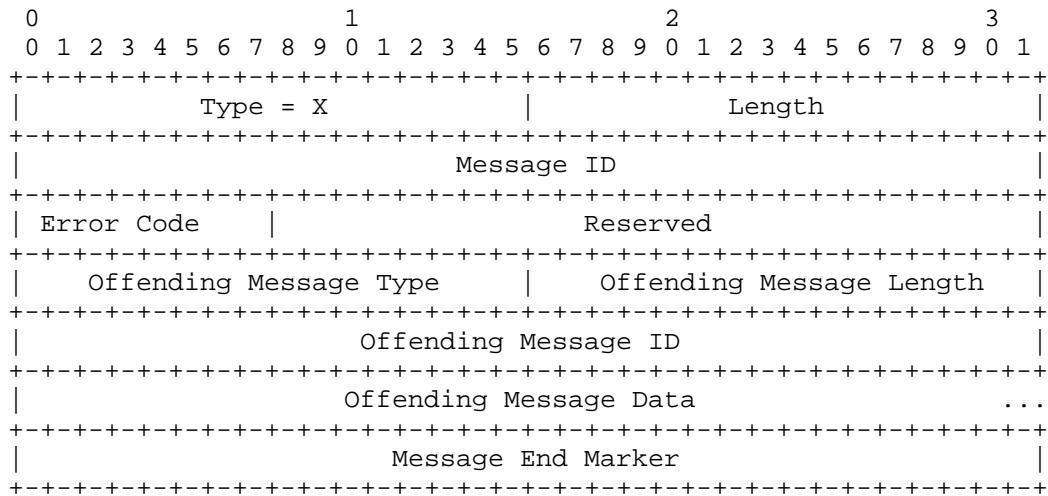 0                   1                   2                   3
 0 1 2 3 4 5 6 7 8 9 0 1 2 3 4 5 6 7 8 9 0 1 2 3 4 5 6 7 8 9 0 1
+-+-+-+-+-+-+-+-+-+-+-+-+-+-+-+-+-+-+-+-+-+-+-+-+-+-+-+-+-+-+-+-+
|           Type = X            |            Length             |
+-+-+-+-+-+-+-+-+-+-+-+-+-+-+-+-+-+-+-+-+-+-+-+-+-+-+-+-+-+-+-+-+
|                           Message ID                          |
+-+-+-+-+-+-+-+-+-+-+-+-+-+-+-+-+-+-+-+-+-+-+-+-+-+-+-+-+-+-+-+-+
| Error Code    |                   Reserved                    |
+-+-+-+-+-+-+-+-+-+-+-+-+-+-+-+-+-+-+-+-+-+-+-+-+-+-+-+-+-+-+-+-+
|    Offending Message Type     |    Offending Message Length   |
+-+-+-+-+-+-+-+-+-+-+-+-+-+-+-+-+-+-+-+-+-+-+-+-+-+-+-+-+-+-+-+-+
|                     Offending Message ID                      |
+-+-+-+-+-+-+-+-+-+-+-+-+-+-+-+-+-+-+-+-+-+-+-+-+-+-+-+-+-+-+-+-+
|                    Offending Message Data                   ...
+-+-+-+-+-+-+-+-+-+-+-+-+-+-+-+-+-+-+-+-+-+-+-+-+-+-+-+-+-+-+-+-+
|                       Message End Marker                      |
+-+-+-+-+-+-+-+-+-+-+-+-+-+-+-+-+-+-+-+-+-+-+-+-+-+-+-+-+-+-+-+-+